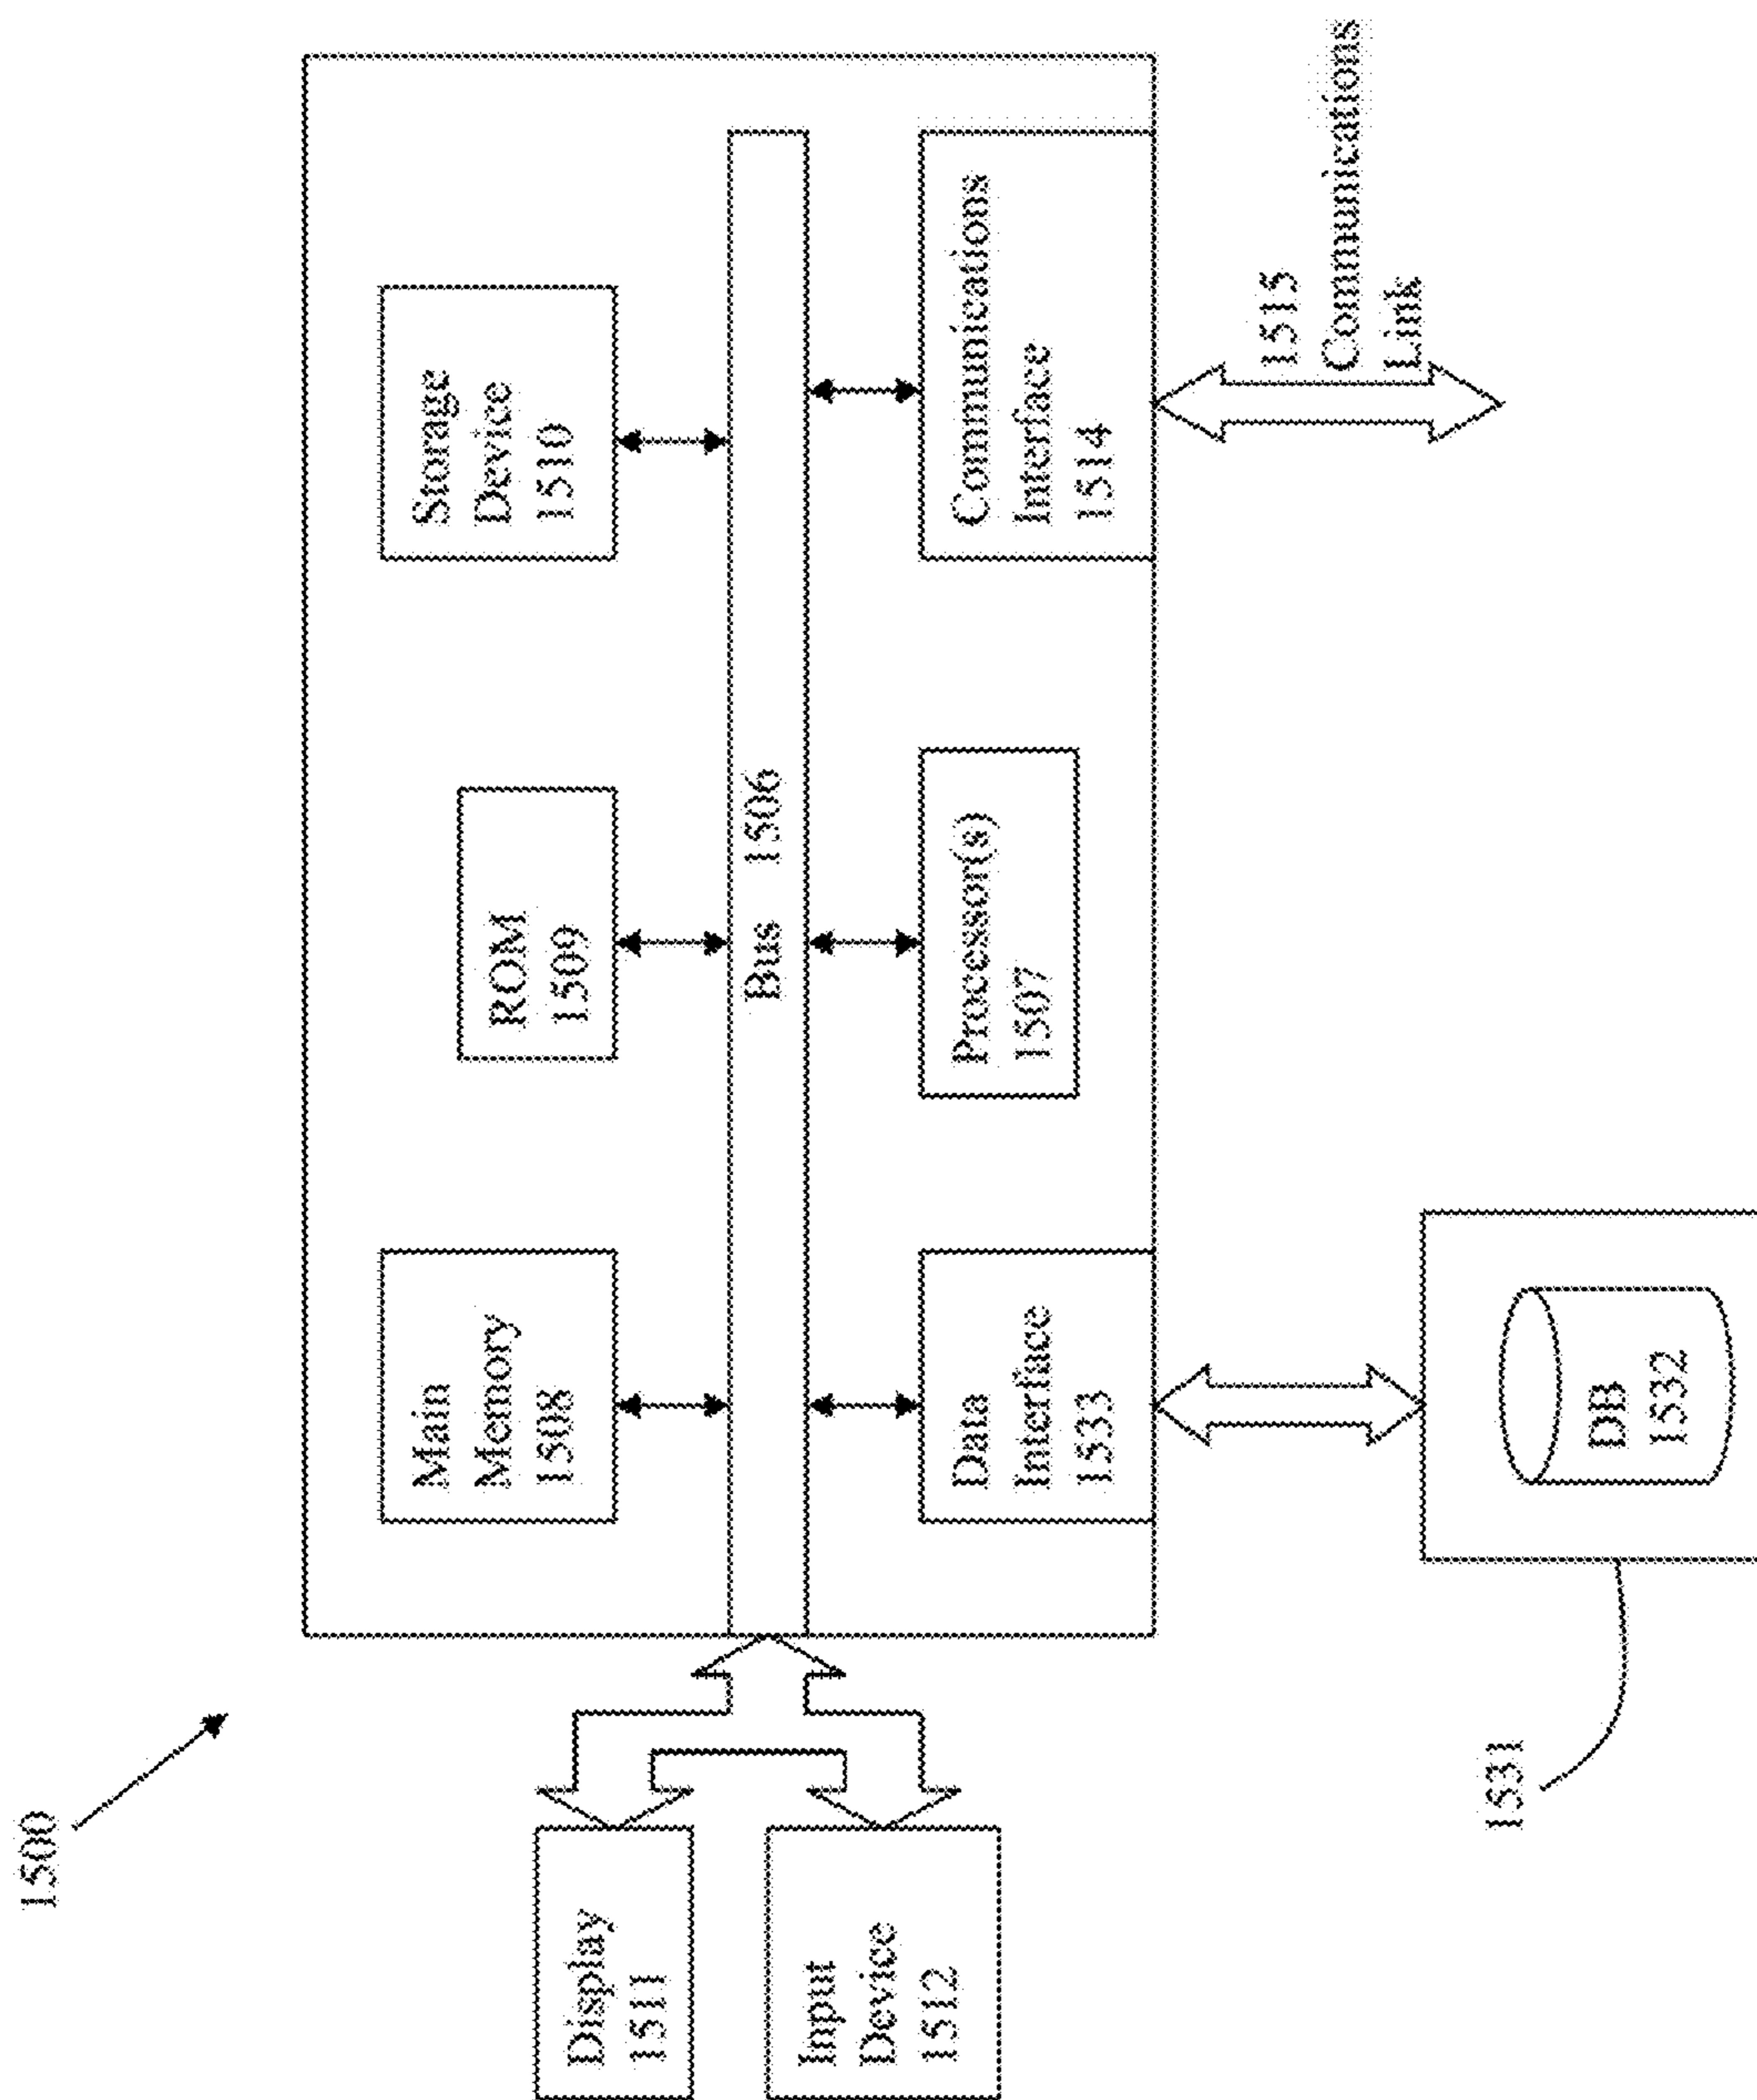 1500
Main
Memory
1508
ROM
1509
Storage
Device
1510
Display
1511
Bus 1506
Input
Device
1512
Data
Interface
1533
Processor(s)
1507
Communications
Interface
1514
1515
Communications
Link
1531
DB
1532